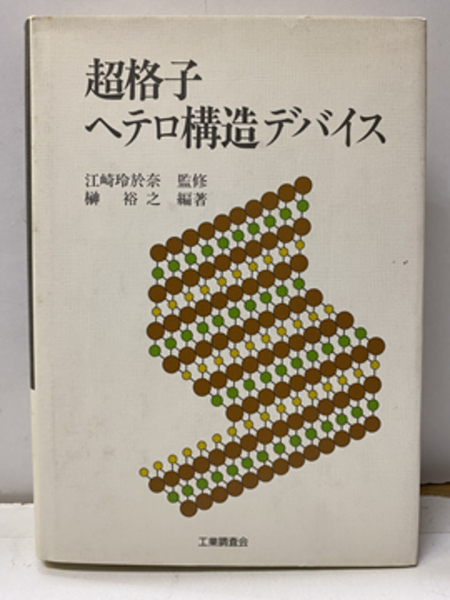 超格子
ヘテロ構造デバイス
江崎玲於奈 監修
榊 裕之 編著
工業調査会